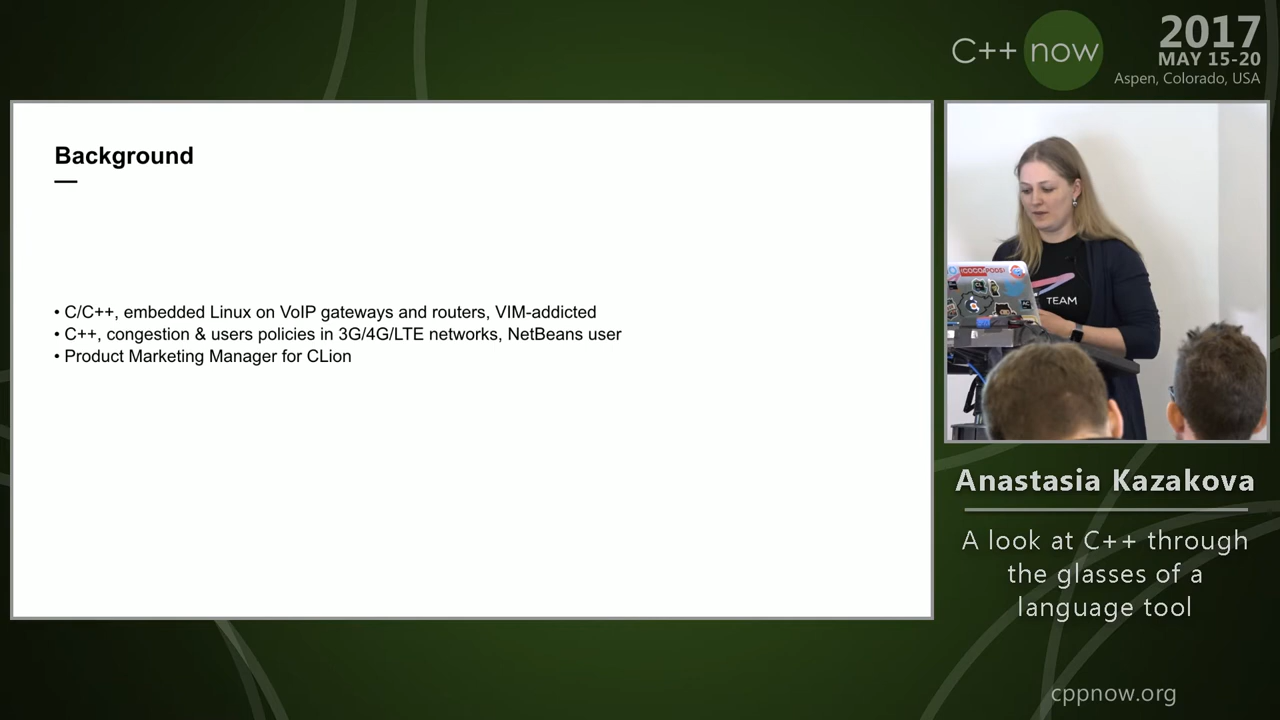 C++ now
2017
MAY 15-20
Aspen, Colorado, USA
Background
• C/C++, embedded Linux on VoIP gateways and routers, VIM-addicted
• C++, congestion & users policies in 3G/4G/LTE networks, NetBeans user
• Product Marketing Manager for CLion
COCOAPODS
TEAM
AC
Anastasia Kazakova
A look at C++ through
the glasses of a
language tool
cppnow.org